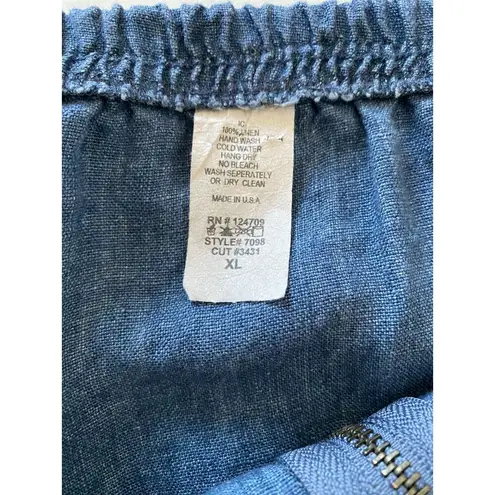 IC
100% LINEN
HAND WASH
COLD WATER
HANG DRY
NO BLEACH
WASH SEPERATELY
OR DRY CLEAN
MADE IN U.S.A
RN # 124709
STYLE# 7098
CUT #3431
XL